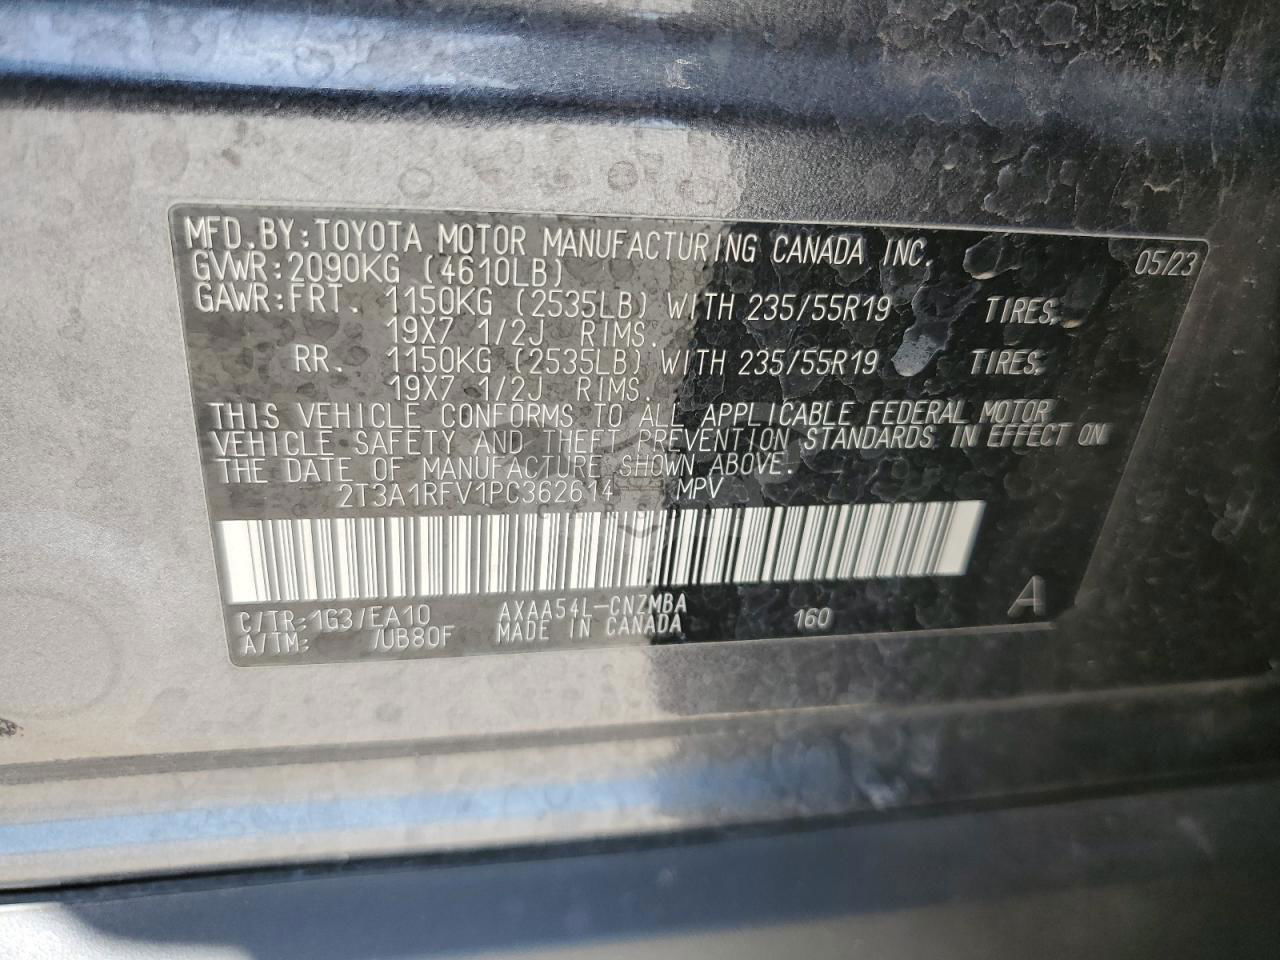 MFD.BY:TOYOTA MOTOR MANUFACTURING CANADA INC. 05/23
GVWR:2090KG (4610LB)
GAWR:FRT. 1150KG (2535LB) WITH 235/55R19 TIRES,
19X7 1/2J RIMS.
RR. 1150KG (2535LB) WITH 235/55R19 TIRES,
19X7 1/2J RIMS.
THIS VEHICLE CONFORMS TO ALL APPLICABLE FEDERAL MOTOR
VEHICLE SAFETY AND THEFT PREVENTION STANDARDS IN EFFECT ON
THE DATE OF MANUFACTURE SHOWN ABOVE.
2T3A1RFV1PC362614 MPV
C/TR:1G3/EA10 AXAA54L-CNZMBA 160 A
A/TM: /UB80F MADE IN CANADA